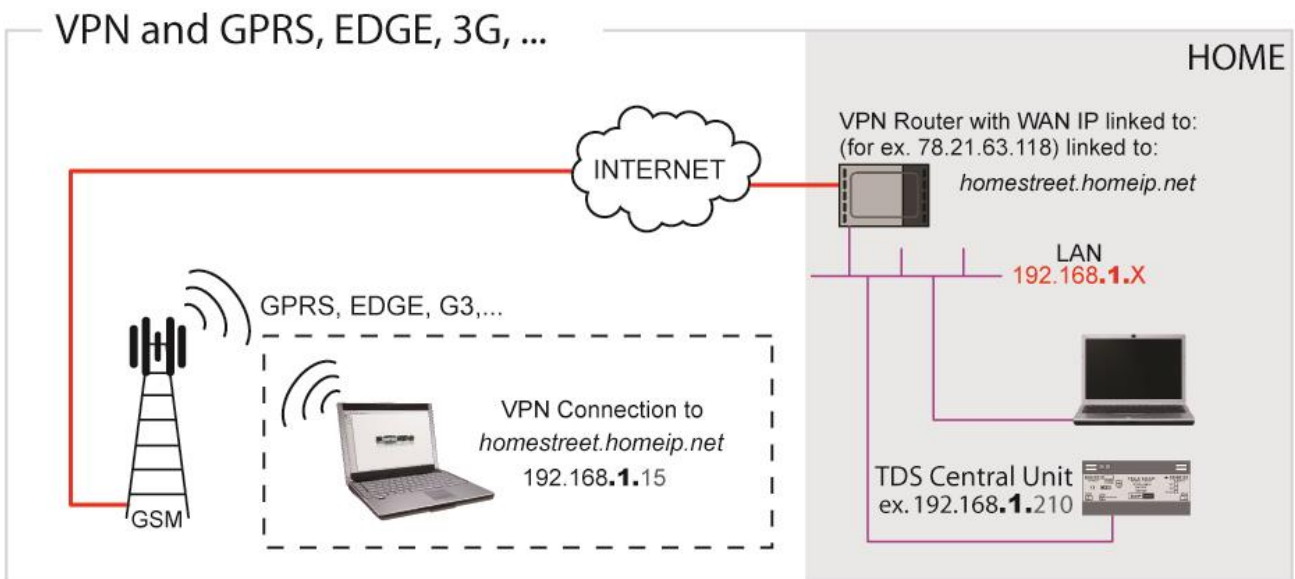 VPN and GPRS, EDGE, 3G, ...
HOME
VPN Router with WAN IP linked to:
(for ex. 78.21.63.118) linked to:
homestreet.homeip.net
INTERNET
LAN
192.168.1.X
GPRS, EDGE, G3,...
VPN Connection to
homestreet.homeip.net
192.168.1.15
GSM
TDS Central Unit
ex. 192.168.1.210